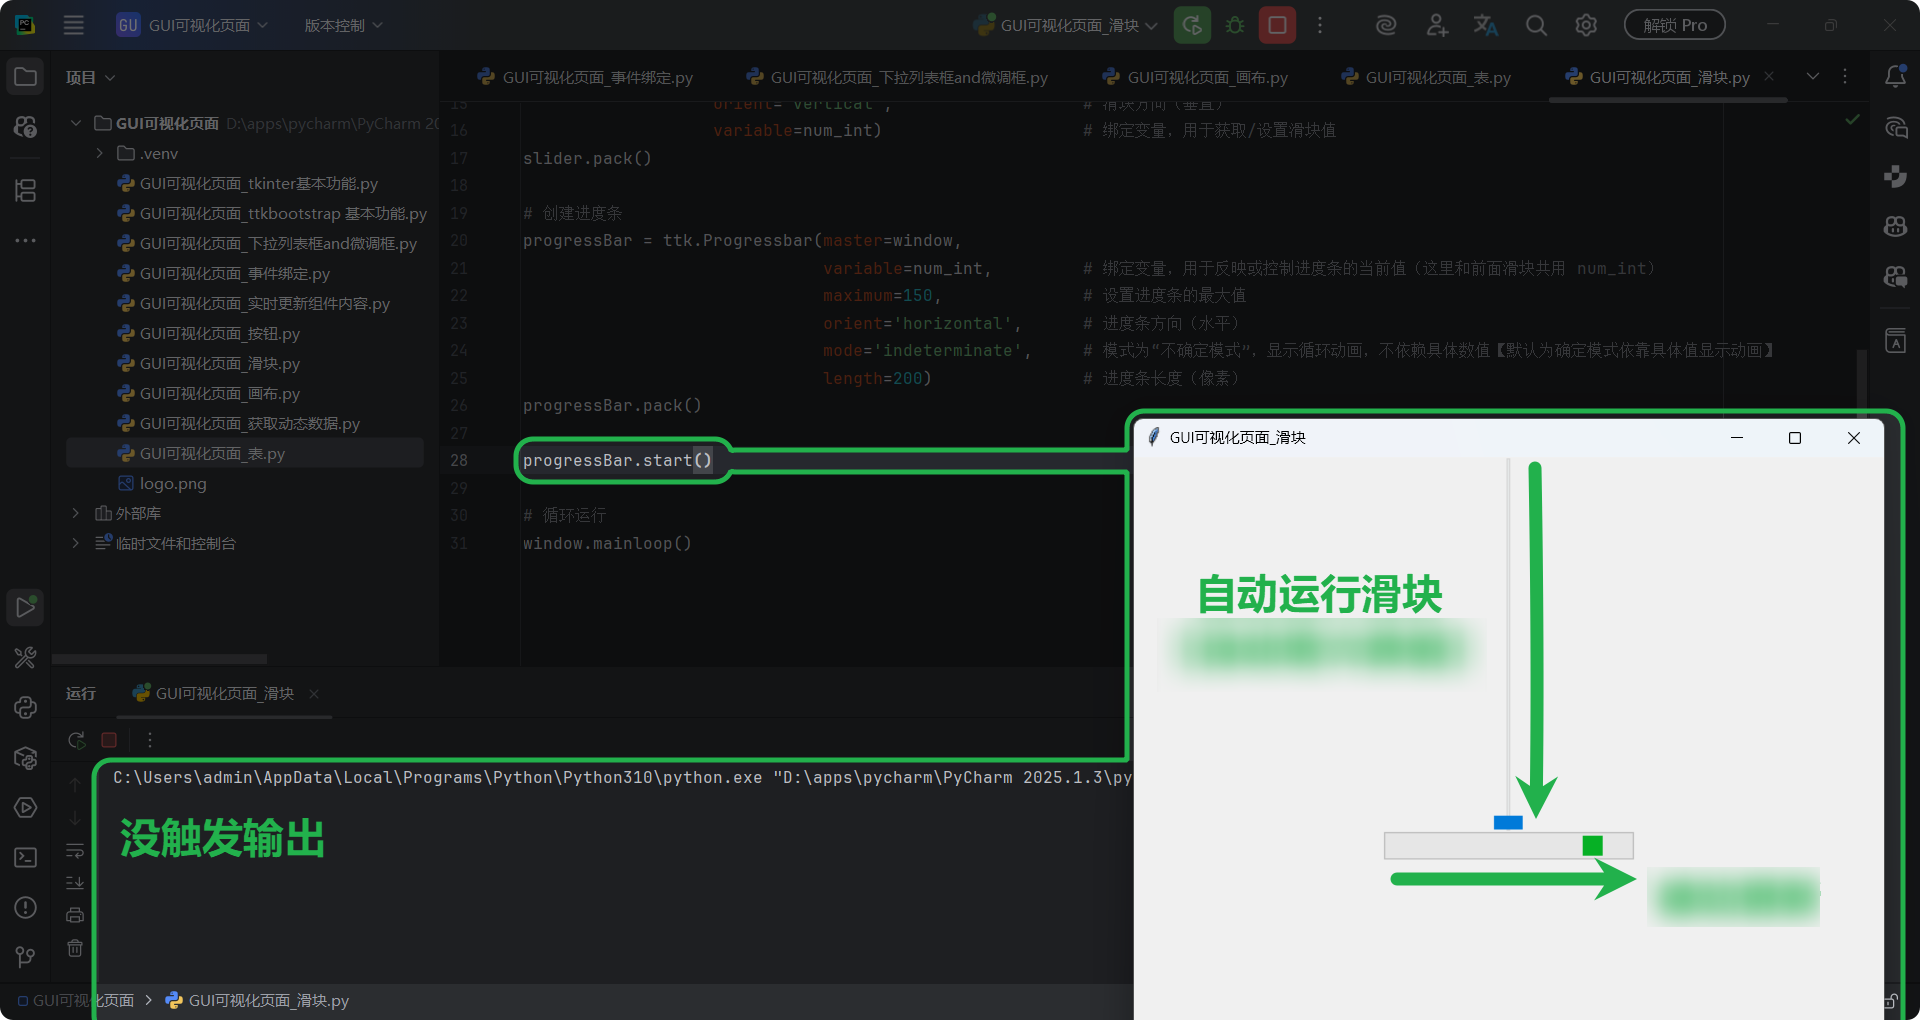 GU GUI可视化页面 版本控制 GUI可视化页面_滑块 解锁 Pro
项目
GUI可视化页面_事件绑定.py GUI可视化页面_下拉列表框and微调框.py GUI可视化页面_画布.py GUI可视化页面_表.py GUI可视化页面_滑块.py
GUI可视化页面 D:\apps\pycharm\PyCharm 20
.venv
GUI可视化页面_tkinter基本功能.py
GUI可视化页面_ttkbootstrap 基本功能.py
GUI可视化页面_下拉列表框and微调框.py
GUI可视化页面_事件绑定.py
GUI可视化页面_实时更新组件内容.py
GUI可视化页面_按钮.py
GUI可视化页面_滑块.py
GUI可视化页面_画布.py
GUI可视化页面_获取动态数据.py
GUI可视化页面_表.py
logo.png
外部库
临时文件和控制台
15 orient='vertical', # 滑块方向（垂直）
16 variable=num_int) # 绑定变量，用于获取/设置滑块值
17 slider.pack()
18
19 # 创建进度条
20 progressBar = ttk.Progressbar(master=window,
21 variable=num_int, # 绑定变量，用于反映或控制进度条的当前值（这里和前面滑块共用 num_int）
22 maximum=150, # 设置进度条的最大值
23 orient='horizontal', # 进度条方向（水平）
24 mode='indeterminate', # 模式为“不确定模式”，显示循环动画，不依赖具体数值【默认为确定模式依靠具体值显示动画】
25 length=200) # 进度条长度（像素）
26 progressBar.pack()
27
28 progressBar.start()
29
30 # 循环运行
31 window.mainloop()
GUI可视化页面_滑块
自动运行滑块
运行 GUI可视化页面_滑块
C:\Users\admin\AppData\Local\Programs\Python\Python310\python.exe "D:\apps\pycharm\PyCharm 2025.1.3\py
没触发输出
GUI可视化页面 GUI可视化页面_滑块.py